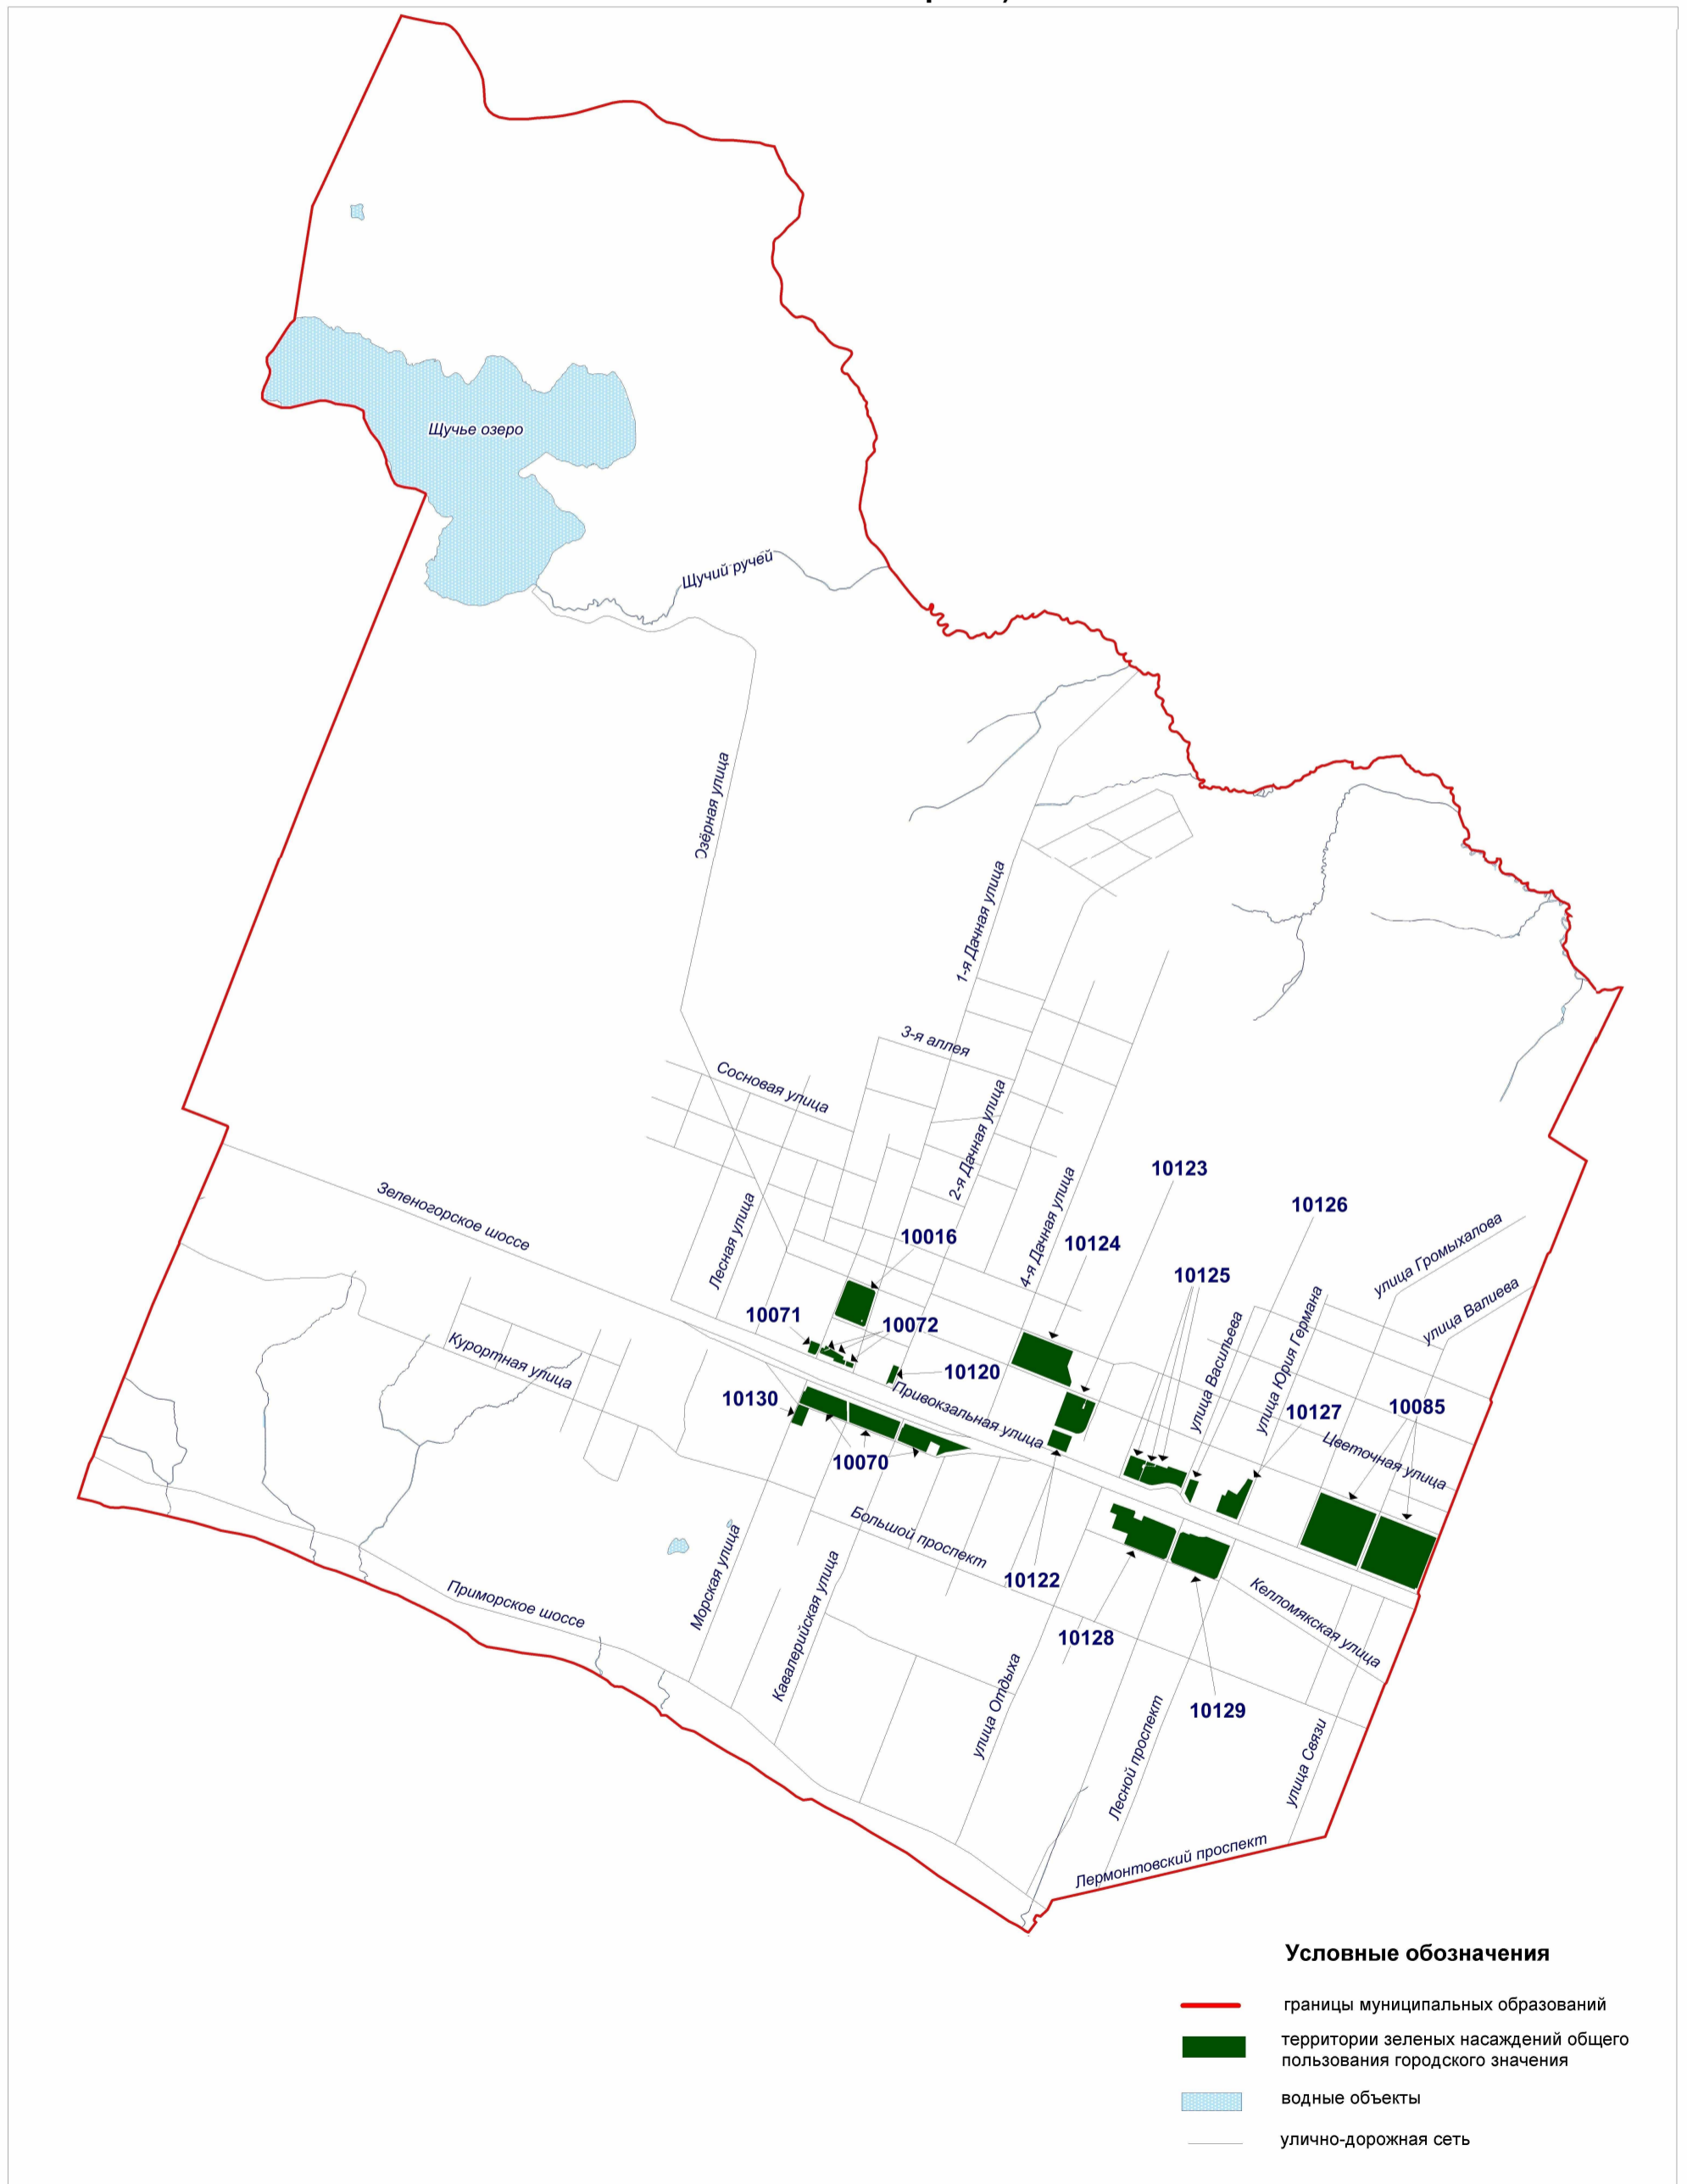 Щучье озеро
Щучий ручей
Озёрная улица
1-я Дачная улица
3-я аллея
Сосновая улица
2-я Дачная улица
4-я Дачная улица
10123
Зеленогорское шоссе
Лесная улица
10016
10124
10126
улица Громыхалова
10125
улица Валиева
10071
10072
улица Васильева
улица Юрия Германа
Курортная улица
10120
10130
Привокзальная улица
10127
10085
Цветочная улица
10070
Большой проспект
10122
Морская улица
Кавалерийская улица
Приморское шоссе
Келломякская улица
10128
улица Отдыха
10129
Лесной проспект
улица Связи
Лермонтовский проспект
Условные обозначения
границы муниципальных образований
территории зеленых насаждений общего
пользования городского значения
водные объекты
улично-дорожная сеть